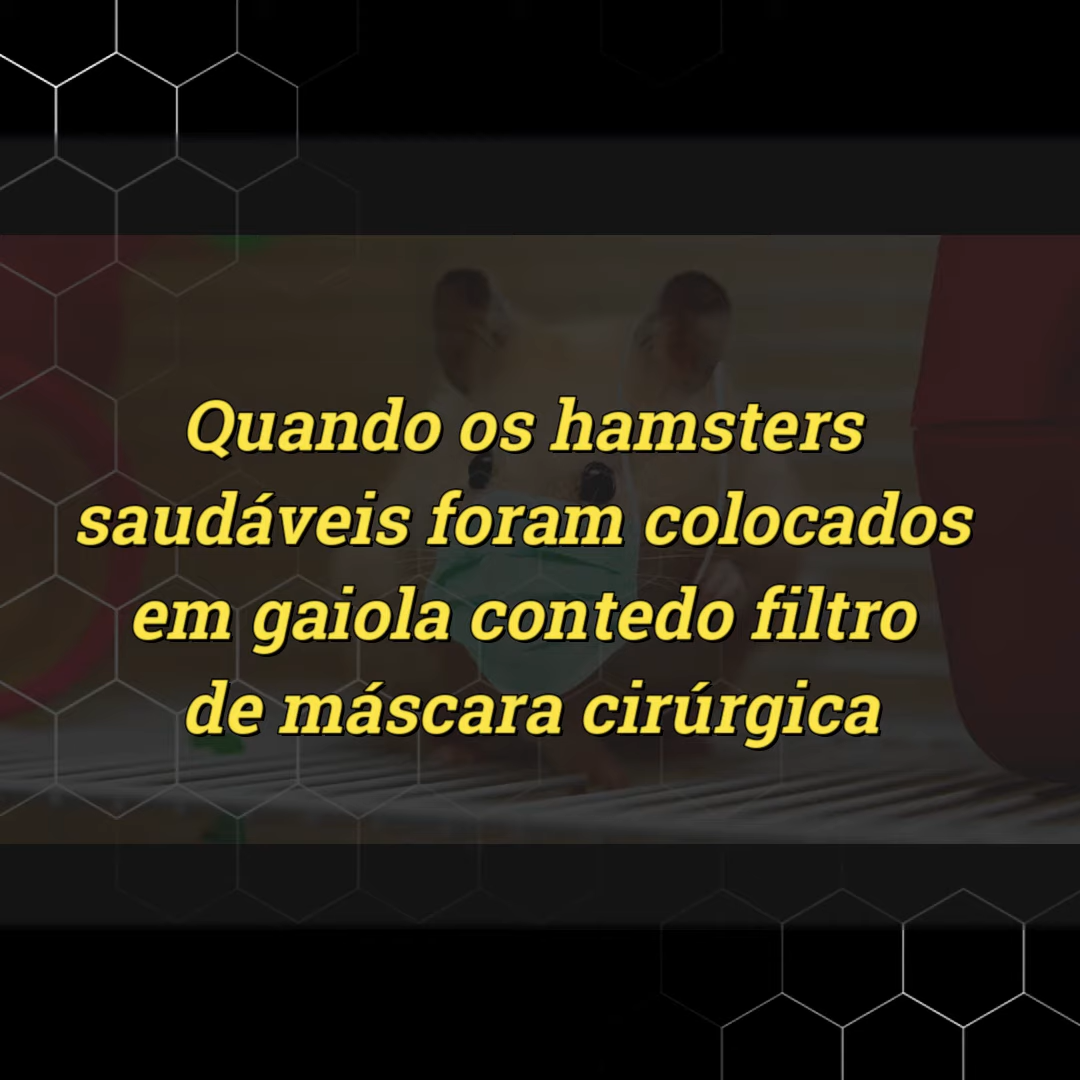 Quando os hamsters
saudáveis foram colocados
em gaiola contedo filtro
de máscara cirúrgica